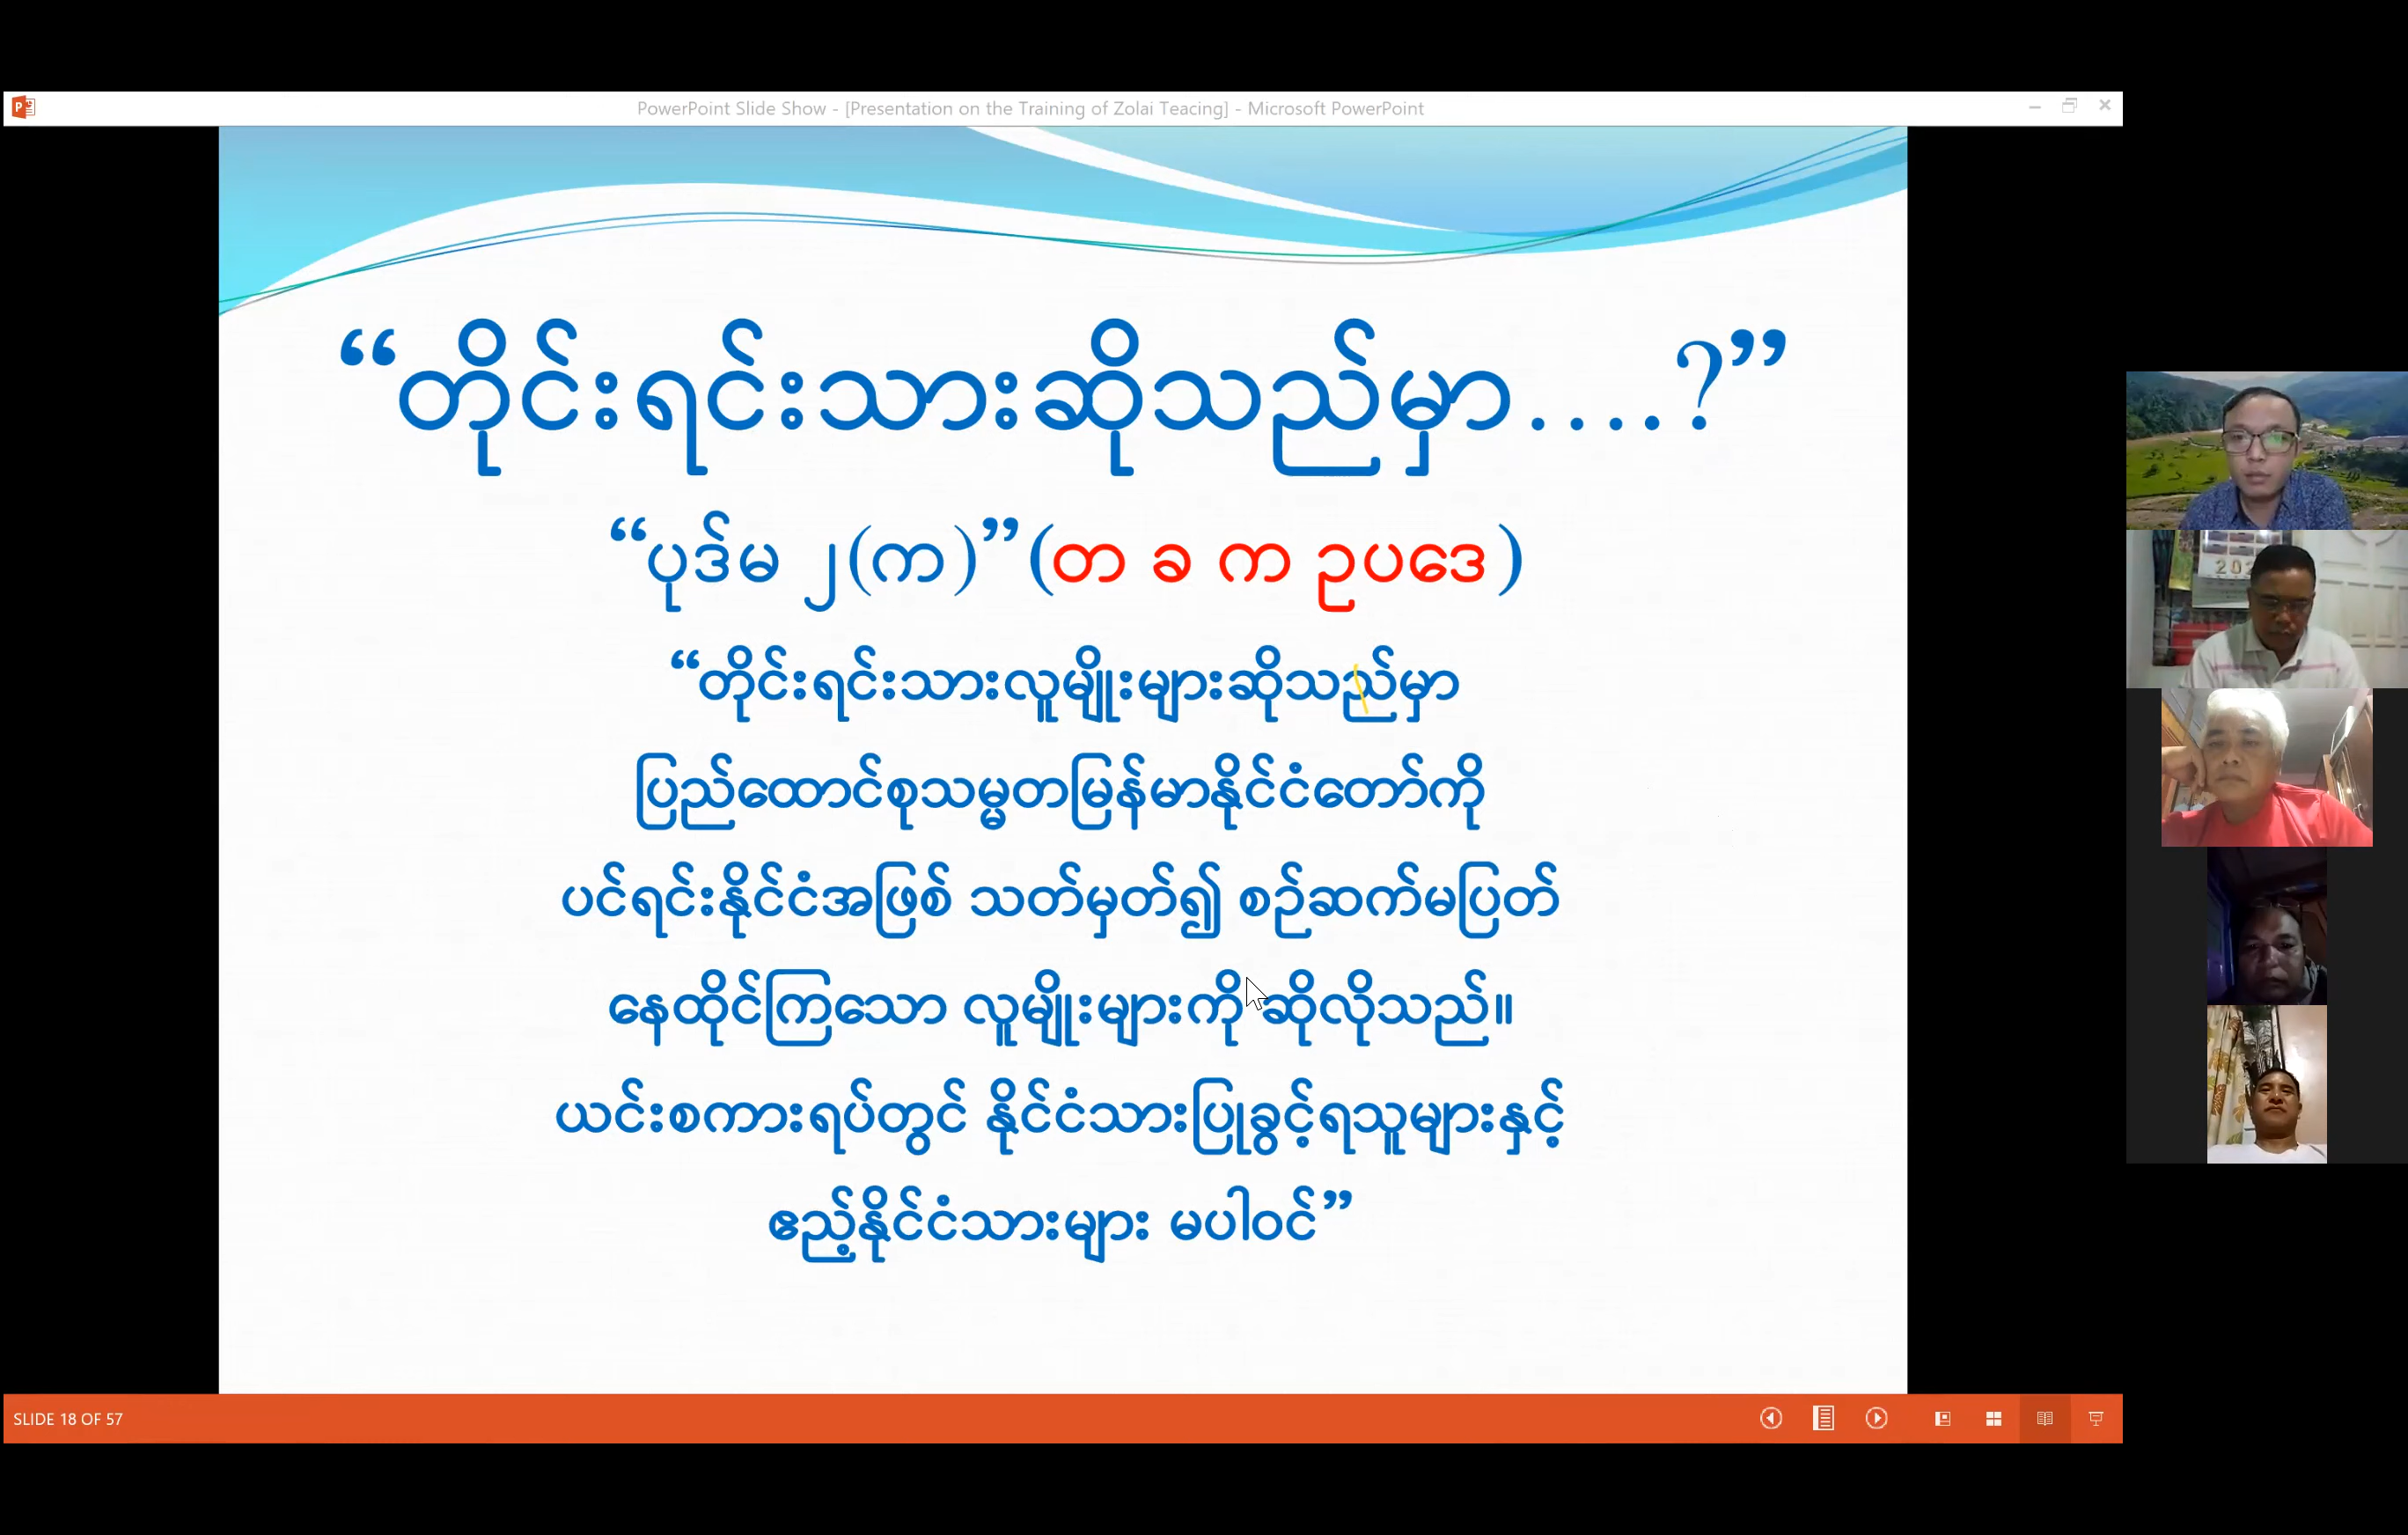 PowerPoint Slide Show - [Presentation on the Training of Zolai Teacing] - Microsoft PowerPoint
“တိုင်းရင်းသားဆိုသည်မှာ....?”
“ပုဒ်မ ၂(က)”(တ ခ က ဥပဒေ)
“တိုင်းရင်းသားလူမျိုးများဆိုသည်မှာ
ပြည်ထောင်စုသမ္မတမြန်မာနိုင်ငံတော်ကို
ပင်ရင်းနိုင်ငံအဖြစ် သတ်မှတ်၍ စဉ်ဆက်မပြတ်
နေထိုင်ကြသော လူမျိုးများကို ဆိုလိုသည်။
ယင်းစကားရပ်တွင် နိုင်ငံသားပြုခွင့်ရသူများနှင့်
ဧည့်နိုင်ငံသားများ မပါဝင်”
SLIDE 18 OF 57